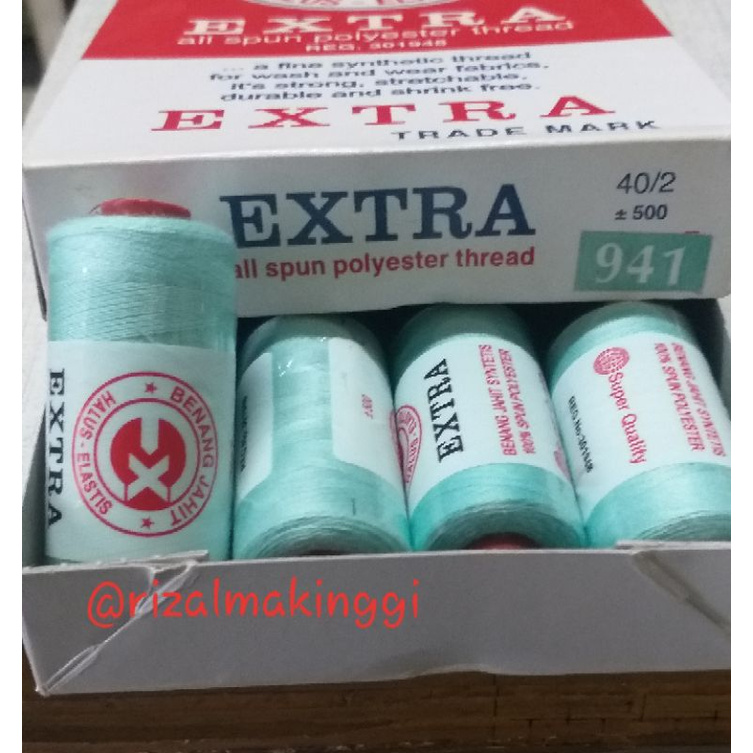 EXTRA
all spun polyester thread
REG. 301945
... a fine synthetic thread
for wash and wear fabrics.
it's strong, stretchable,
durable and shrink free.
EXTRA
TRADE MARK
EXTRA
all spun polyester thread
40/2
± 500
941
EXTRA
BENANG JAHIT
HALUS - ELASTIS
± 500
EXTRA
BENANG JAHIT SYNTETIS
100% SPUN POLYESTER
Super Quality
BENANG JAHIT SYNTETIS
100% SPUN POLYESTER
@rizalmakinggi